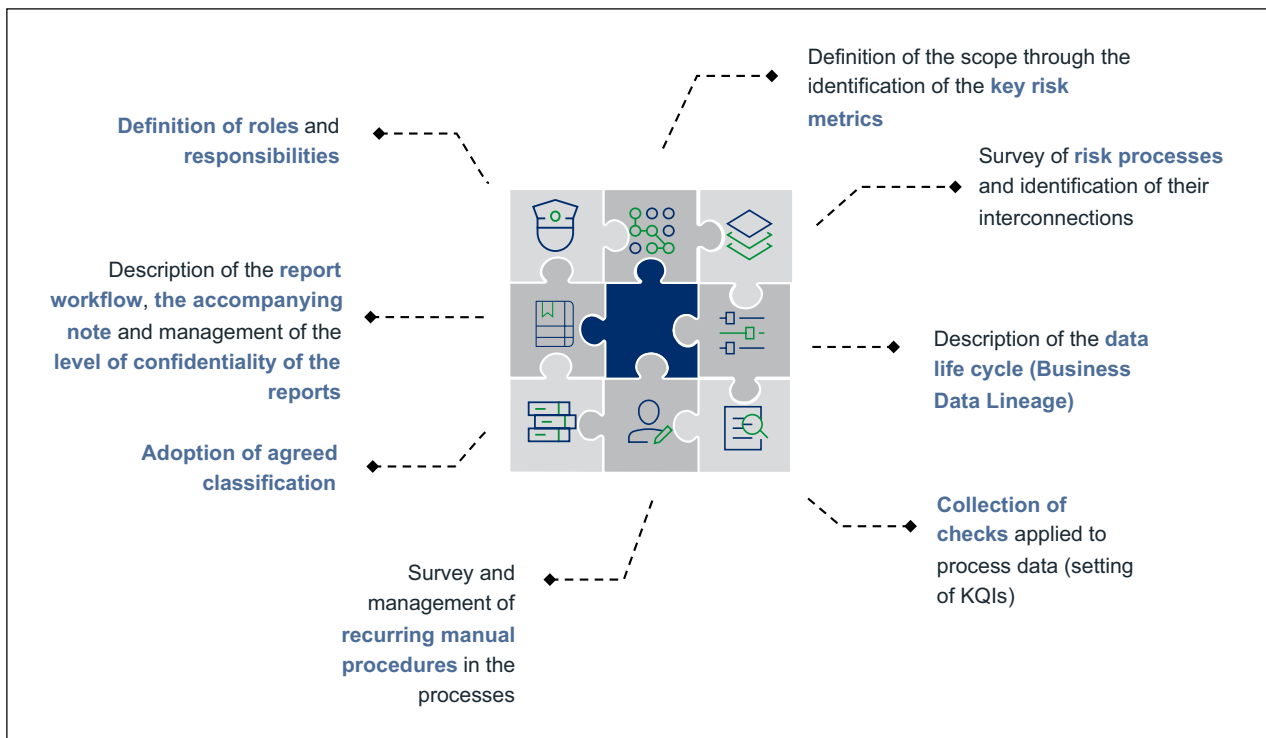 Definition of the scope through the
identification of the key risk
metrics
Definition of roles and
responsibilities
Survey of risk processes
and identification of their
interconnections
Description of the report
workflow, the accompanying
note and management of the
level of confidentiality of the
reports
Description of the data
life cycle (Business
Data Lineage)
Adoption of agreed
classification
Collection of
checks applied to
process data (setting
of KQIs)
Survey and
management of
recurring manual
procedures in the
processes